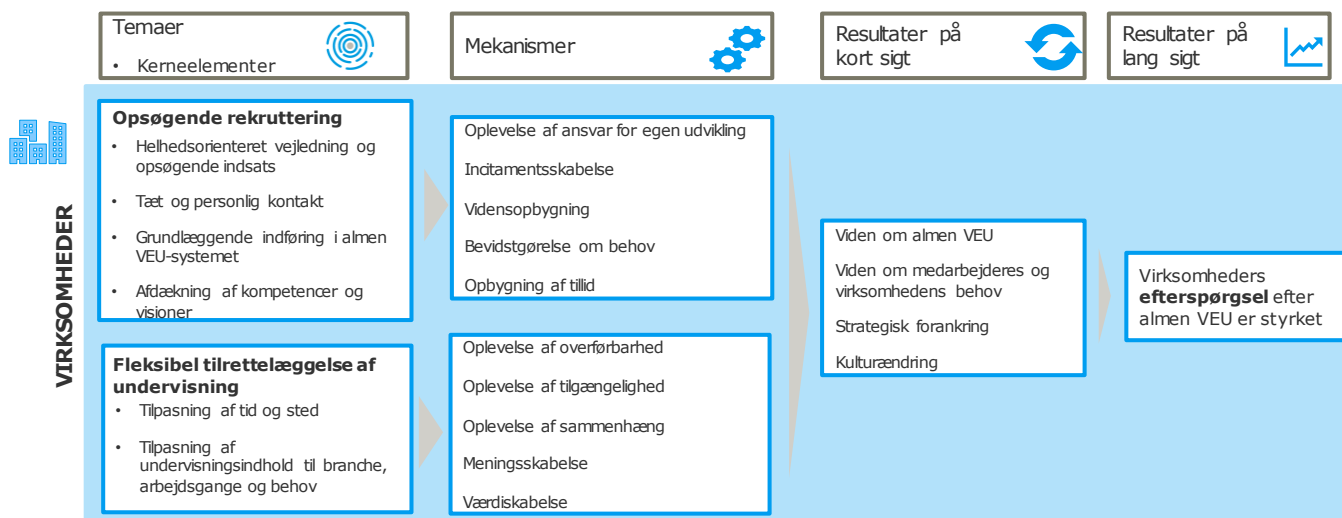 Temaer
• Kerneelementer
Mekanismer
Resultater på
kort sigt
Resultater på
lang sigt
VIRKSOMHEDER
Opsøgende rekruttering
• Helhedsorienteret vejledning og
opsøgende indsats
• Tæt og personlig kontakt
• Grundlæggende indføring i almen
VEU-systemet
• Afdækning af kompetencer og
visioner
Oplevelse af ansvar for egen udvikling
Incitamentsskabelse
Vidensopbygning
Bevidstgørelse om behov
Opbygning af tillid
Fleksibel tilrettelæggelse af
undervisning
• Tilpasning af tid og sted
• Tilpasning af
undervisningsindhold til branche,
arbejdsgange og behov
Oplevelse af overførbarhed
Oplevelse af tilgængelighed
Oplevelse af sammenhæng
Meningsskabelse
Værdiskabelse
Viden om almen VEU
Viden om medarbejderes og
virksomhedens behov
Strategisk forankring
Kulturændring
Virksomheders
efterspørgsel efter
almen VEU er styrket